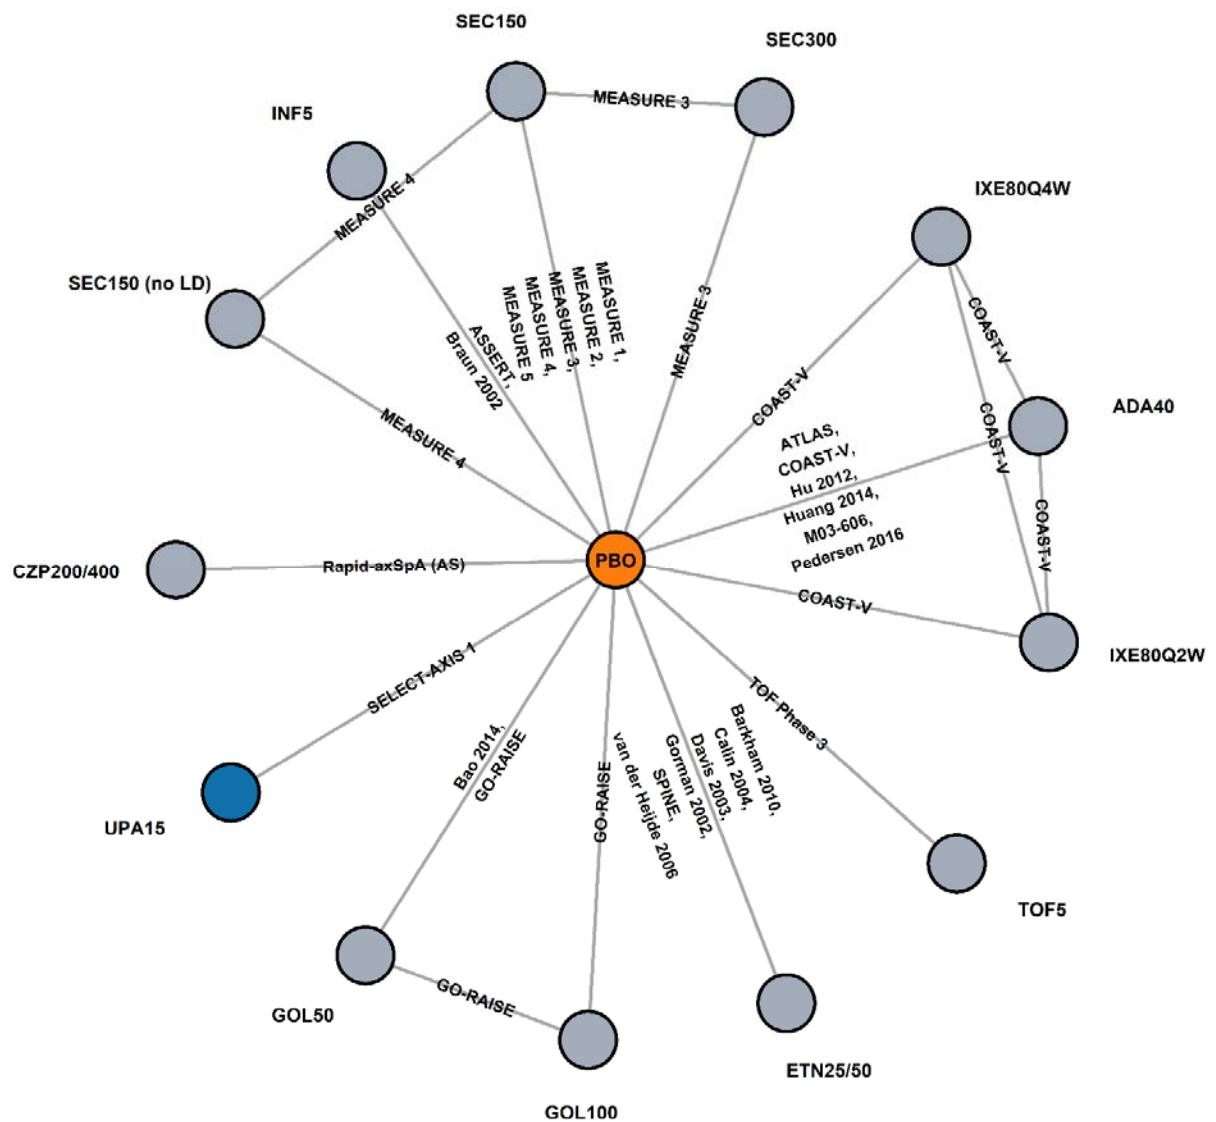 SEC150
SEC300
MEASURE 3
INF5
MEASURE 4
IXE80Q4W
SEC150 (no LD)
MEASURE 1,
MEASURE 2,
MEASURE 3,
MEASURE 4,
MEASURE 5
ASSERT,
Braun 2002
MEASURE 3
COAST-V
COAST-V
COAST-V
ADA40
MEASURE 4
ATLAS,
COAST-V,
Hu 2012,
Huang 2014,
M03-606,
Pedersen 2016
COAST-V
PBO
CZP200/400
Rapid-axSpA (AS)
COAST-V
IXE80Q2W
SELECT-AXIS 1
TOF Phase 3
Bao 2014,
GO-RAISE
GO-RAISE
Barkham 2010,
Calin 2004,
Davis 2003,
Gorman 2002,
SPINE,
van der Heijde 2006
UPA15
TOF5
GO-RAISE
GOL50
ETN25/50
GOL100